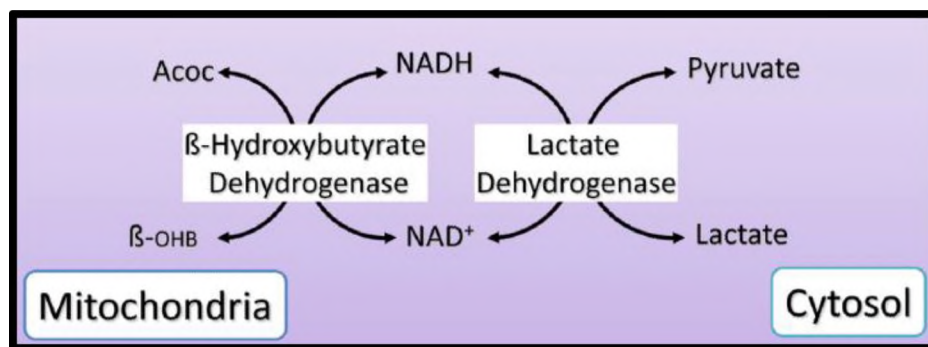 Acoc
NADH
Pyruvate
ß-Hydroxybutyrate
Dehydrogenase
Lactate
Dehydrogenase
ß-OHB
NAD⁺
Lactate
Mitochondria
Cytosol